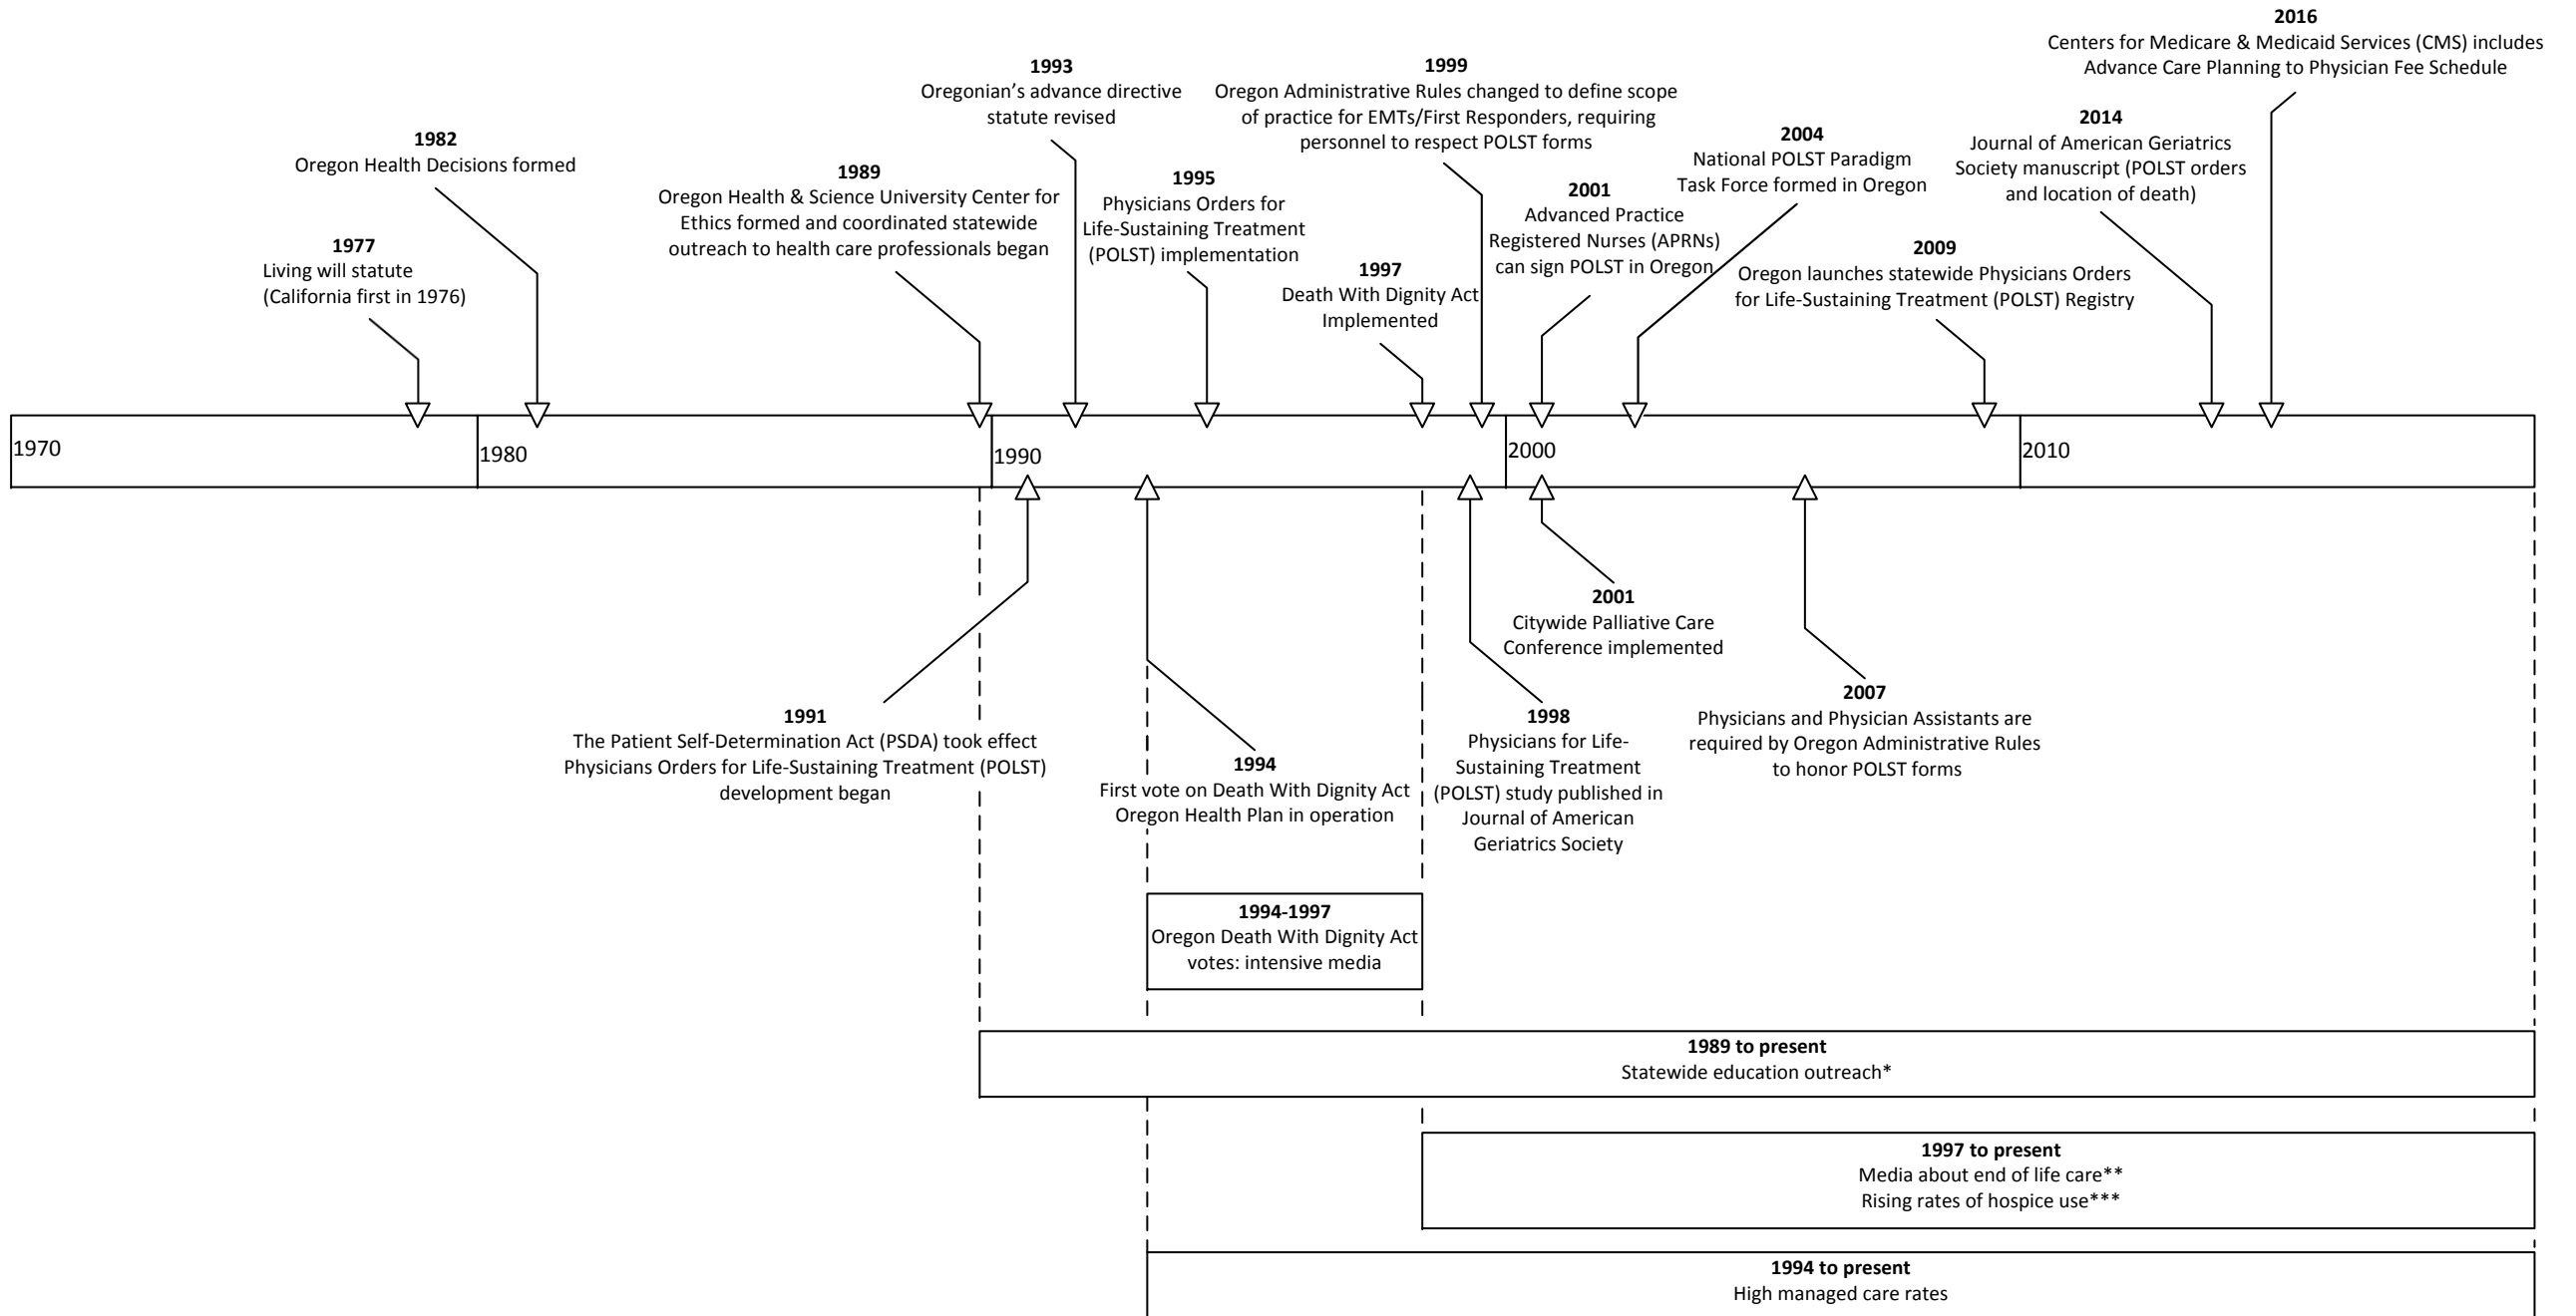 2016
Centers for Medicare & Medicaid Services (CMS) includes
Advance Care Planning to Physician Fee Schedule
1993
Oregonian's advance directive
statute revised
1999
Oregon Administrative Rules changed to define scope
of practice for EMTs/First Responders, requiring
personnel to respect POLST forms
2014
Journal of American Geriatrics
Society manuscript (POLST orders
and location of death)
1982
Oregon Health Decisions formed
2004
National POLST Paradigm
Task Force formed in Oregon
1989
Oregon Health & Science University Center for
Ethics formed and coordinated statewide
outreach to health care professionals began
1995
Physicians Orders for
Life-Sustaining Treatment
(POLST) implementation
2001
Advanced Practice
Registered Nurses (APRNs)
can sign POLST in Oregon
1977
Living will statute
(California first in 1976)
1997
Death With Dignity Act
Implemented
2009
Oregon launches statewide Physicians Orders
for Life-Sustaining Treatment (POLST) Registry
1970
1980
1990
2000
2010
2001
Citywide Palliative Care
Conference implemented
1991
The Patient Self-Determination Act (PSDA) took effect
Physicians Orders for Life-Sustaining Treatment (POLST)
development began
1994
First vote on Death With Dignity Act
Oregon Health Plan in operation
1998
Physicians for Life-
Sustaining Treatment
(POLST) study published in
Journal of American
Geriatrics Society
2007
Physicians and Physician Assistants are
required by Oregon Administrative Rules
to honor POLST forms
1994-1997
Oregon Death With Dignity Act
votes: intensive media
1989 to present
Statewide education outreach*
1997 to present
Media about end of life care**
Rising rates of hospice use***
1994 to present
High managed care rates